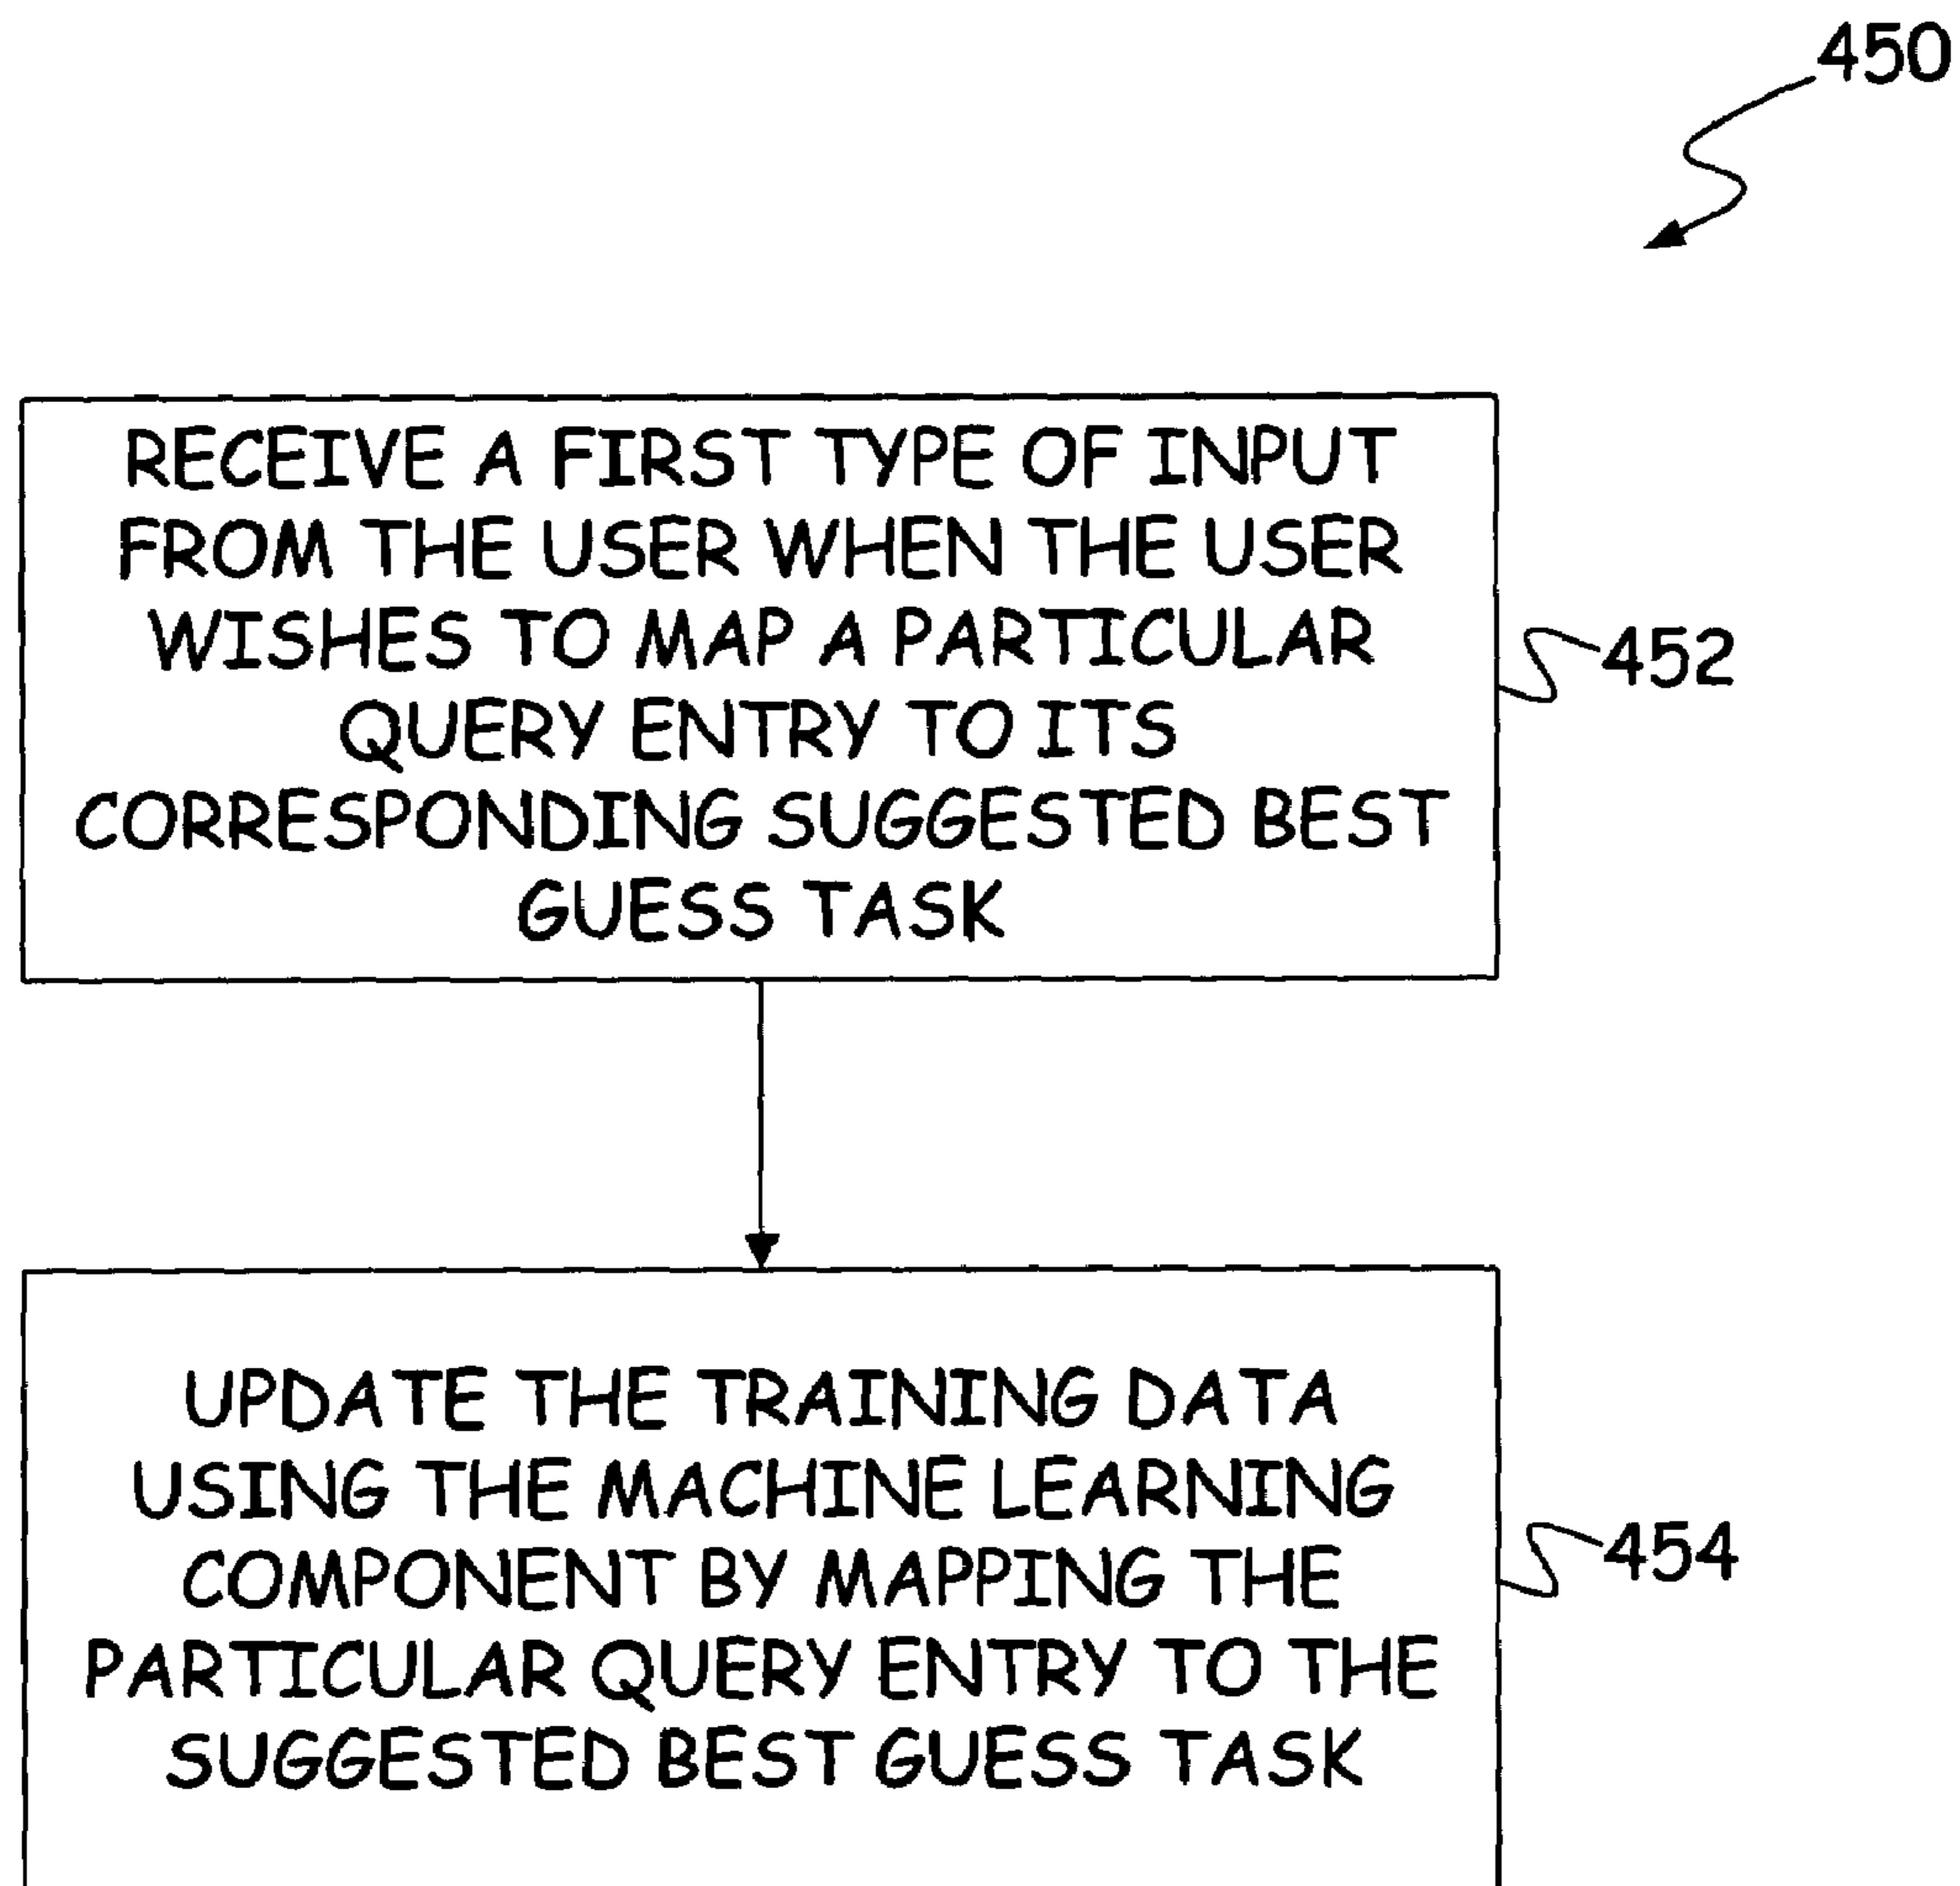 450
RECEIVE A FIRST TYPE OF INPUT
FROM THE USER WHEN THE USER
WISHES TO MAP A PARTICULAR
QUERY ENTRY TO ITS
CORRESPONDING SUGGESTED BEST
GUESS TASK
452
UPDATE THE TRAINING DATA
USING THE MACHINE LEARNING
COMPONENT BY MAPPING THE
PARTICULAR QUERY ENTRY TO THE
SUGGESTED BEST GUESS TASK
454